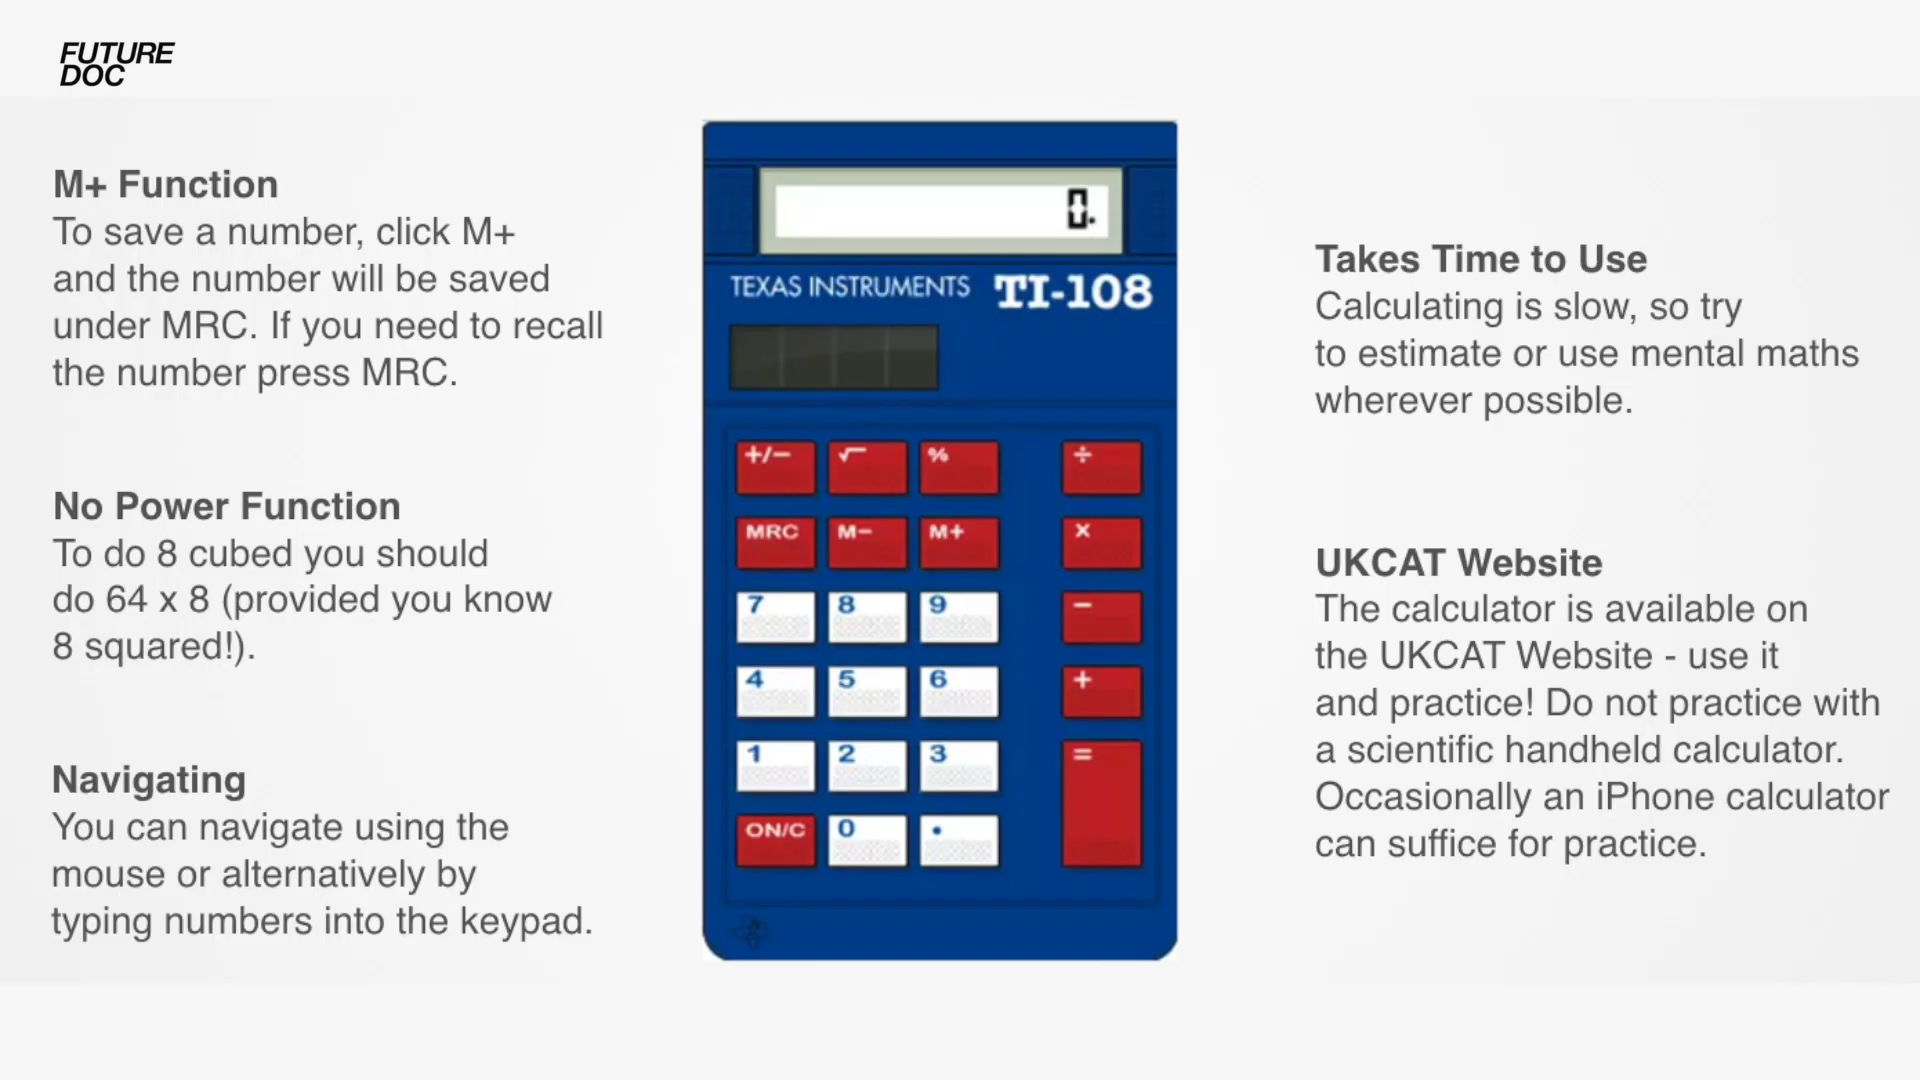 FUTURE
DOC
M+ Function
To save a number, click M+
and the number will be saved
under MRC. If you need to recall
the number press MRC.
No Power Function
To do 8 cubed you should
do 64 x 8 (provided you know
8 squared!).
Navigating
You can navigate using the
mouse or alternatively by
typing numbers into the keypad.
0.
TEXAS INSTRUMENTS TI-108
+/− √ % ÷
MRC M− M+ ×
7 8 9 −
4 5 6 +
1 2 3 =
ON/C 0 •
Takes Time to Use
Calculating is slow, so try
to estimate or use mental maths
wherever possible.
UKCAT Website
The calculator is available on
the UKCAT Website - use it
and practice! Do not practice with
a scientific handheld calculator.
Occasionally an iPhone calculator
can suffice for practice.